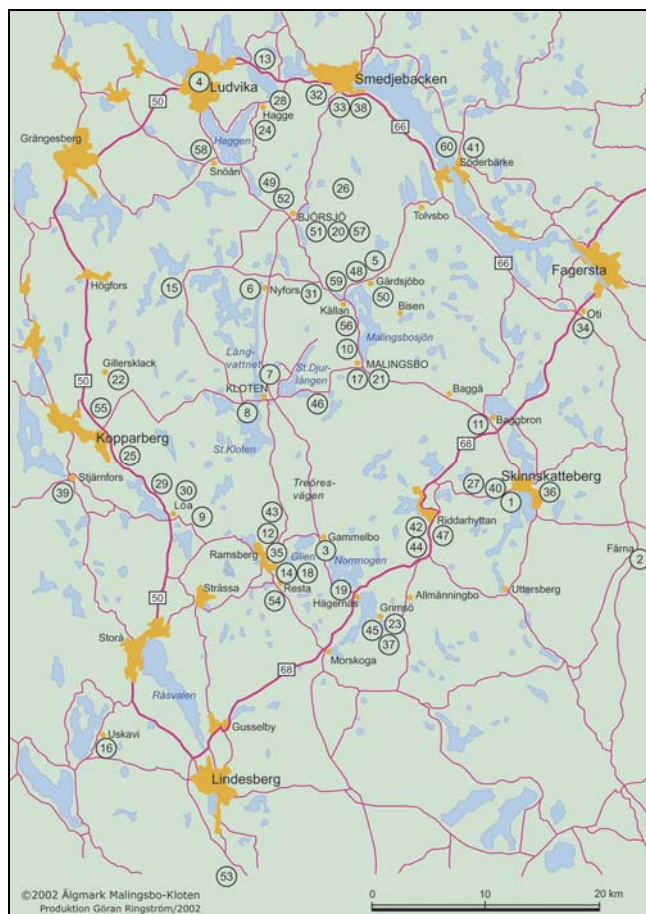 13
Smedjebacken
4
Ludvika
50
28
32
33
38
Hagge
24
66
Grängesberg
Haggen
58
Snöån
60
41
Söderbärke
49
52
26
BJÖRSJÖ
Tolvsbo
51
20
57
66
Fagersta
5
48
59
Gärdsjöbo
Högfors
15
6
Nyfors
31
50
Källan
Bisen
Oti
34
56
Malingsbosjön
10
Lång-
vattnet
St.Djur-
lången
MALINGSBO
Gillersklack
22
7
17
21
50
KLOTEN
Baggå
55
8
46
11
Baggbron
Kopparberg
St.Kloten
68
25
Stjärnfors
39
29
30
Löa
9
Treöres-
vägen
27
40
1
Skinnskatteberg
36
43
12
Gammelbo
42
44
Riddarhyttan
47
Ramsberg
35
Glien
3
Norrmogen
Färna
2
14
18
Resta
54
19
Hägernäs
Allmänningbo
Uttersberg
50
Stråssa
Grimsö
45
23
37
Storå
Morskoga
68
Råsvalen
Uskavi
16
Gusselby
Lindesberg
53
©2002 Älgmark Malingsbo-Kloten
Produktion Göran Ringström/2002
0
10
20 km